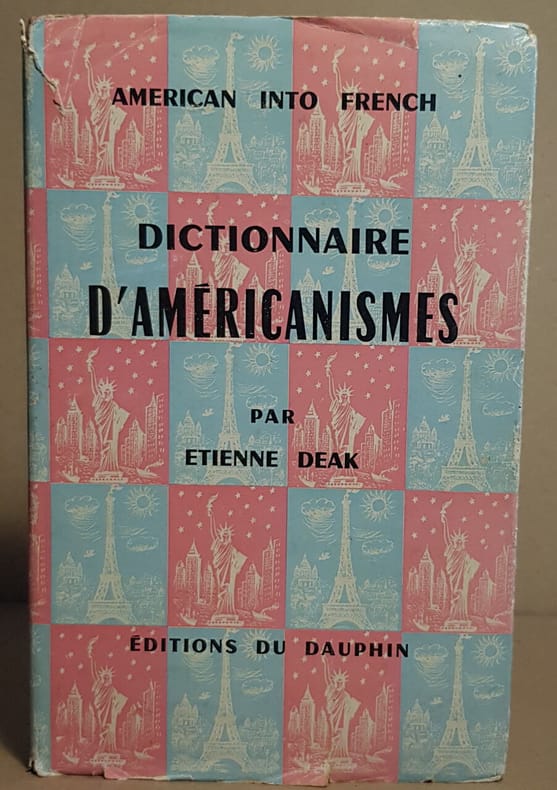 AMERICAN INTO FRENCH
DICTIONNAIRE
D'AMÉRICANISMES
PAR
ETIENNE DEAK
ÉDITIONS DU DAUPHIN